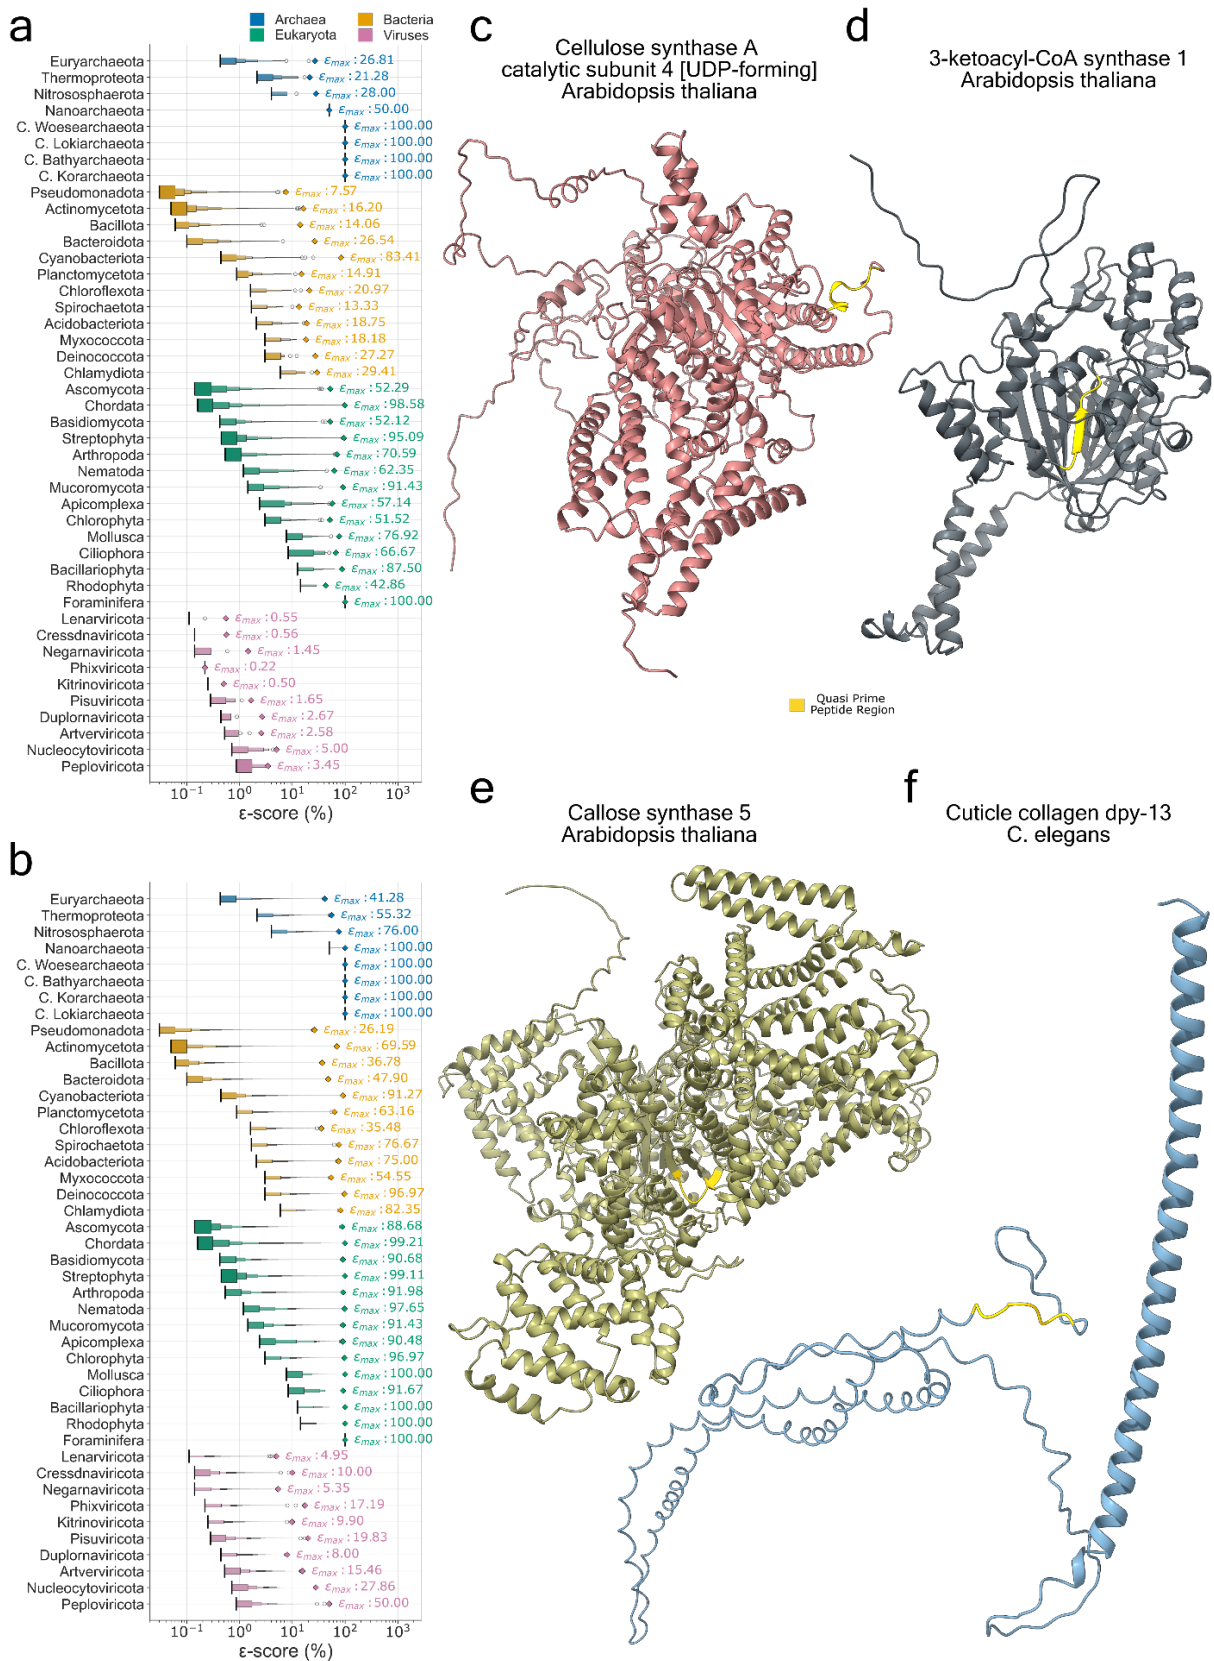 a
Archaea
Bacteria
Eukaryota
Viruses
Euryarchaeota εmax : 26.81
Thermoproteota εmax : 21.28
Nitrososphaerota εmax : 28.00
Nanoarchaeota εmax : 50.00
C. Woesearchaeota εmax : 100.00
C. Lokiarchaeota εmax : 100.00
C. Bathyarchaeota εmax : 100.00
C. Korarchaeota εmax : 100.00
Pseudomonadota εmax : 7.57
Actinomycetota εmax : 16.20
Bacillota εmax : 14.06
Bacteroidota εmax : 26.54
Cyanobacteriota εmax : 83.41
Planctomycetota εmax : 14.91
Chloroflexota εmax : 20.97
Spirochaetota εmax : 13.33
Acidobacteriota εmax : 18.75
Myxococcota εmax : 18.18
Deinococcota εmax : 27.27
Chlamydiota εmax : 29.41
Ascomycota εmax : 52.29
Chordata εmax : 98.58
Basidiomycota εmax : 52.12
Streptophyta εmax : 95.09
Arthropoda εmax : 70.59
Nematoda εmax : 62.35
Mucoromycota εmax : 91.43
Apicomplexa εmax : 57.14
Chlorophyta εmax : 51.52
Mollusca εmax : 76.92
Ciliophora εmax : 66.67
Bacillariophyta εmax : 87.50
Rhodophyta εmax : 42.86
Foraminifera εmax : 100.00
Lenarviricota εmax : 0.55
Cressdnaviricota εmax : 0.56
Negarnaviricota εmax : 1.45
Phixviricota εmax : 0.22
Kitrinoviricota εmax : 0.50
Pisuviricota εmax : 1.65
Duplornaviricota εmax : 2.67
Artverviricota εmax : 2.58
Nucleocytoviricota εmax : 5.00
Peploviricota εmax : 3.45
10⁻¹ 10⁰ 10¹ 10² 10³
ε-score (%)
b
Euryarchaeota εmax : 41.28
Thermoproteota εmax : 55.32
Nitrososphaerota εmax : 76.00
Nanoarchaeota εmax : 100.00
C. Woesearchaeota εmax : 100.00
C. Bathyarchaeota εmax : 100.00
C. Korarchaeota εmax : 100.00
C. Lokiarchaeota εmax : 100.00
Pseudomonadota εmax : 26.19
Actinomycetota εmax : 69.59
Bacillota εmax : 36.78
Bacteroidota εmax : 47.90
Cyanobacteriota εmax : 91.27
Planctomycetota εmax : 63.16
Chloroflexota εmax : 35.48
Spirochaetota εmax : 76.67
Acidobacteriota εmax : 75.00
Myxococcota εmax : 54.55
Deinococcota εmax : 96.97
Chlamydiota εmax : 82.35
Ascomycota εmax : 88.68
Chordata εmax : 99.21
Basidiomycota εmax : 90.68
Streptophyta εmax : 99.11
Arthropoda εmax : 91.98
Nematoda εmax : 97.65
Mucoromycota εmax : 91.43
Apicomplexa εmax : 90.48
Chlorophyta εmax : 96.97
Mollusca εmax : 100.00
Ciliophora εmax : 91.67
Bacillariophyta εmax : 100.00
Rhodophyta εmax : 100.00
Foraminifera εmax : 100.00
Lenarviricota εmax : 4.95
Cressdnaviricota εmax : 10.00
Negarnaviricota εmax : 5.35
Phixviricota εmax : 17.19
Kitrinoviricota εmax : 9.90
Pisuviricota εmax : 19.83
Duplornaviricota εmax : 8.00
Artverviricota εmax : 15.46
Nucleocytoviricota εmax : 27.86
Peploviricota εmax : 50.00
10⁻¹ 10⁰ 10¹ 10² 10³
ε-score (%)
c
Cellulose synthase A
catalytic subunit 4 [UDP-forming]
Arabidopsis thaliana
d
3-ketoacyl-CoA synthase 1
Arabidopsis thaliana
Quasi Prime
Peptide Region
e
Callose synthase 5
Arabidopsis thaliana
f
Cuticle collagen dpy-13
C. elegans